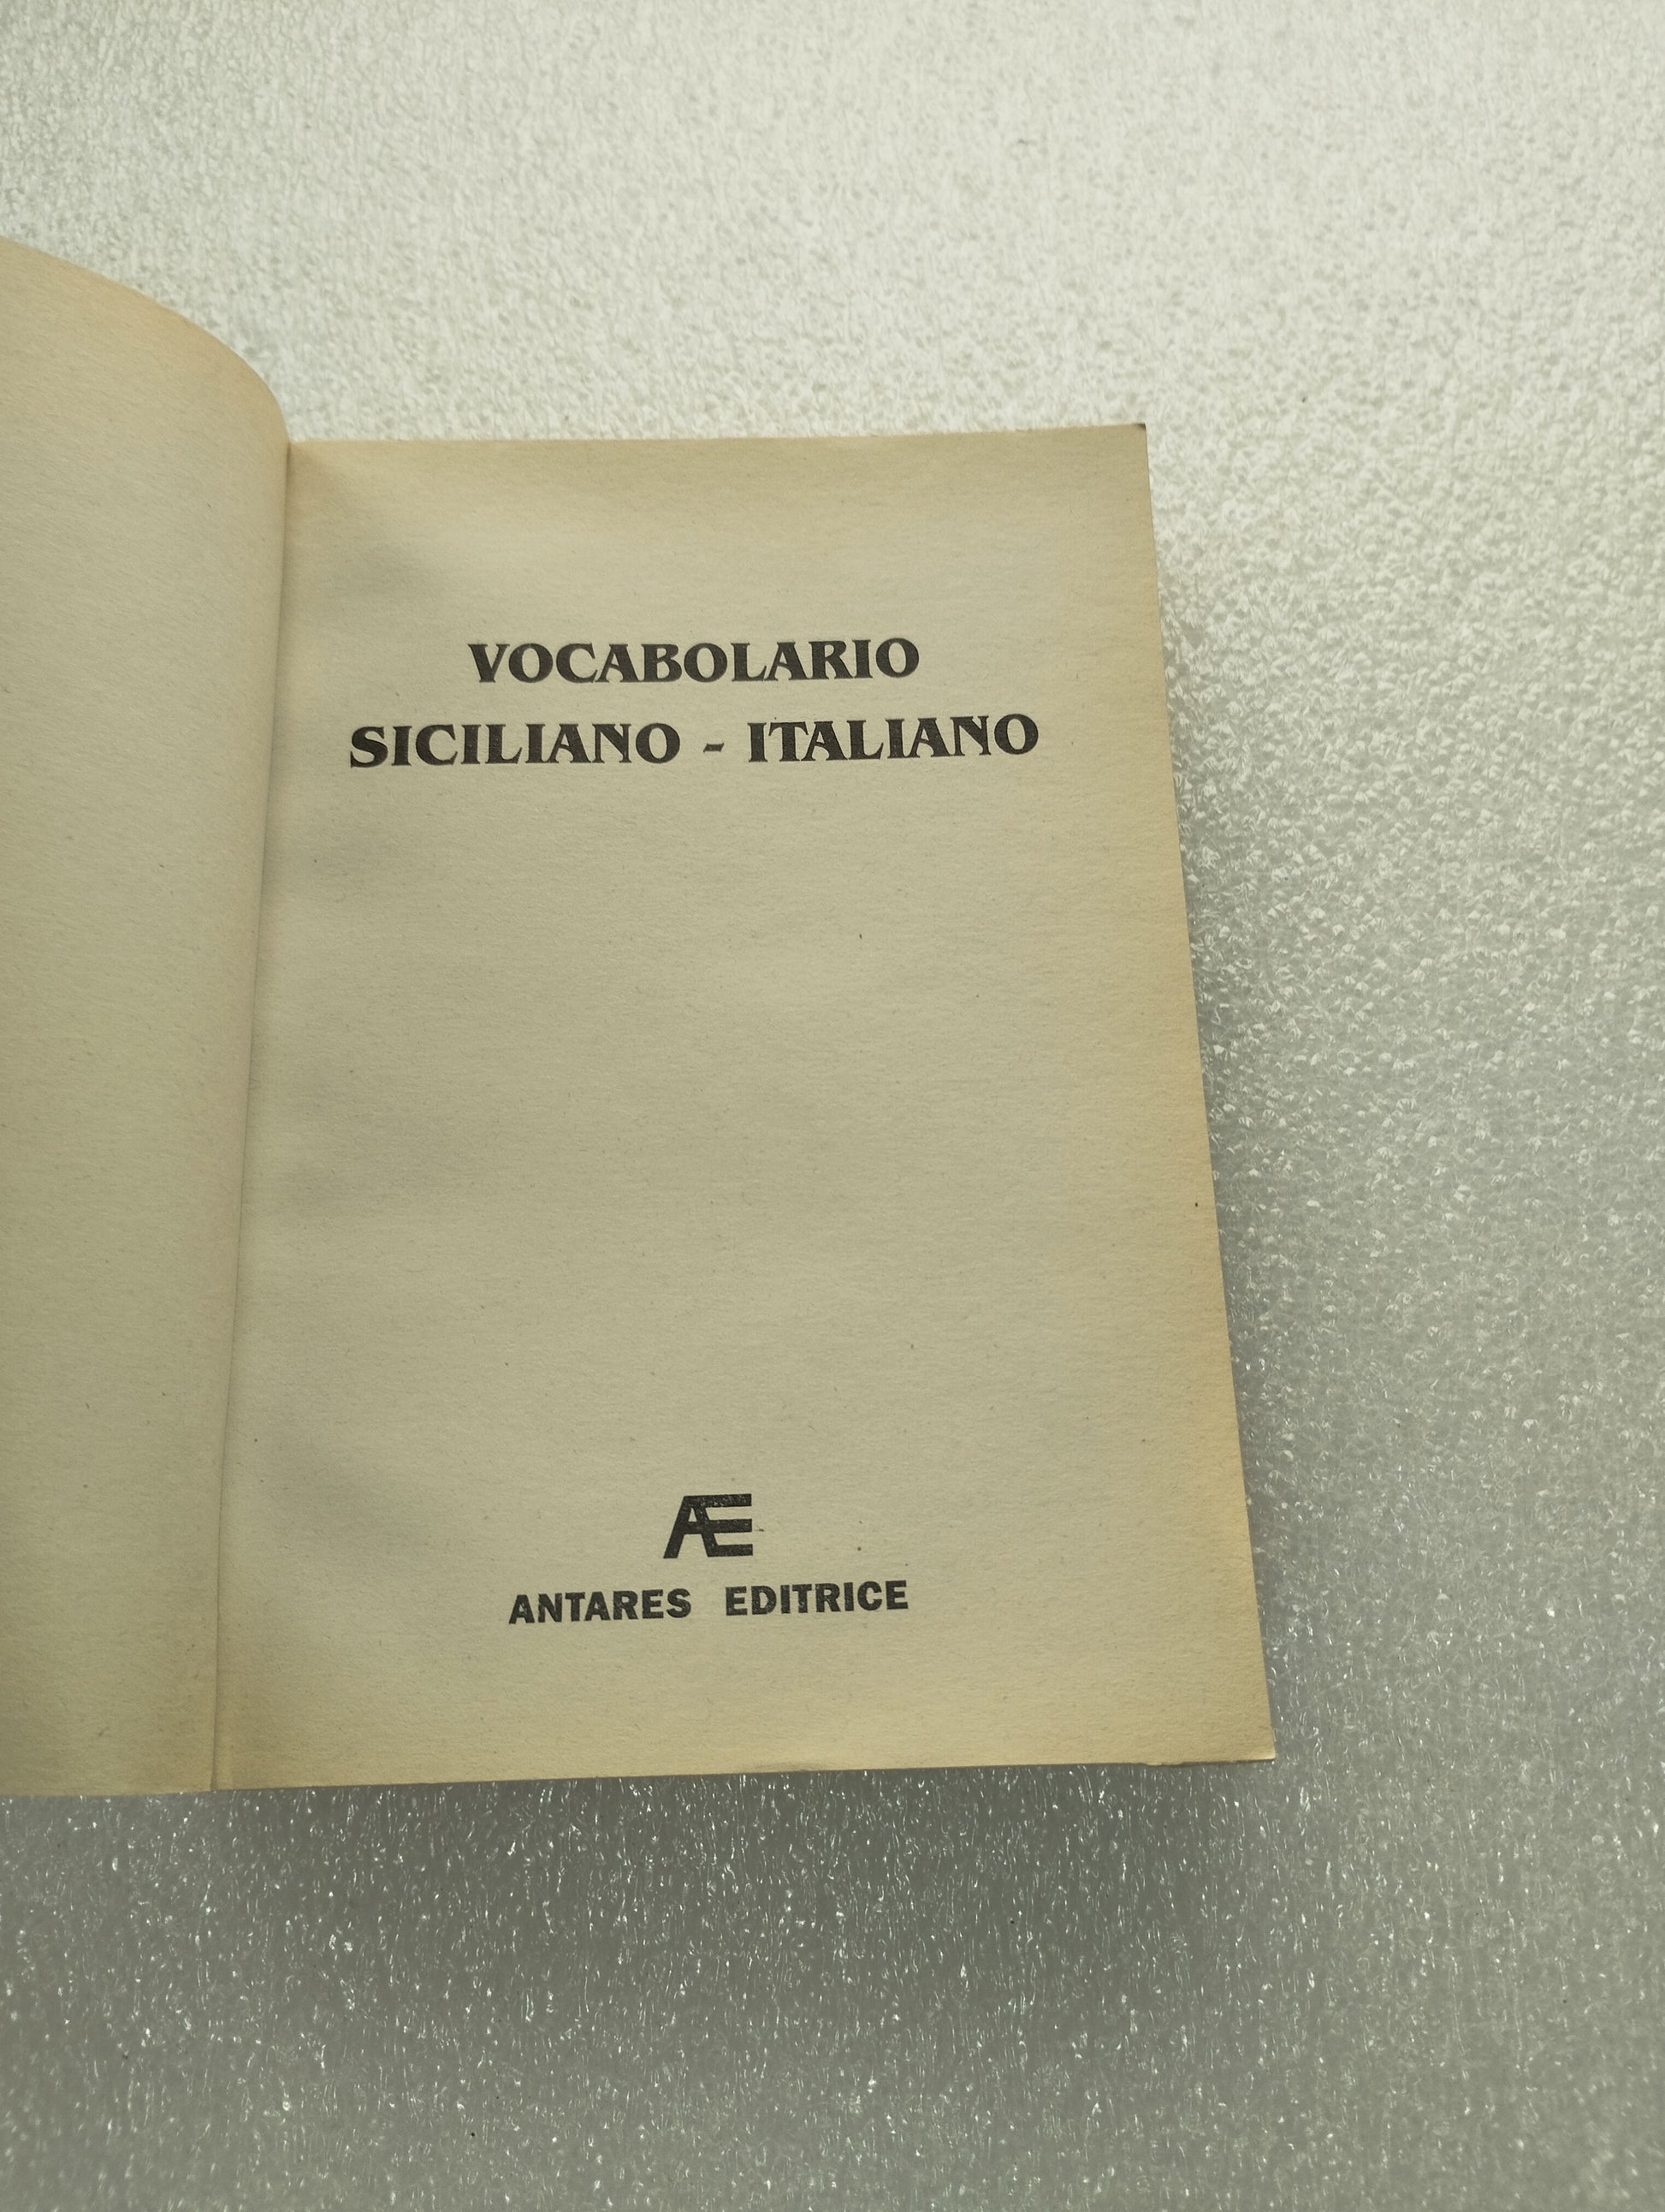 VOCABOLARIO
SICILIANO - ITALIANO
Æ
ANTARES EDITRICE